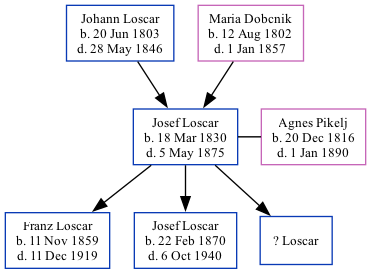 Johann Loscar
b. 20 Jun 1803
d. 28 May 1846
Maria Dobcnik
b. 12 Aug 1802
d. 1 Jan 1857
Josef Loscar
b. 18 Mar 1830
d. 5 May 1875
Agnes Pikelj
b. 20 Dec 1816
d. 1 Jan 1890
Franz Loscar
b. 11 Nov 1859
d. 11 Dec 1919
Josef Loscar
b. 22 Feb 1870
d. 6 Oct 1940
? Loscar